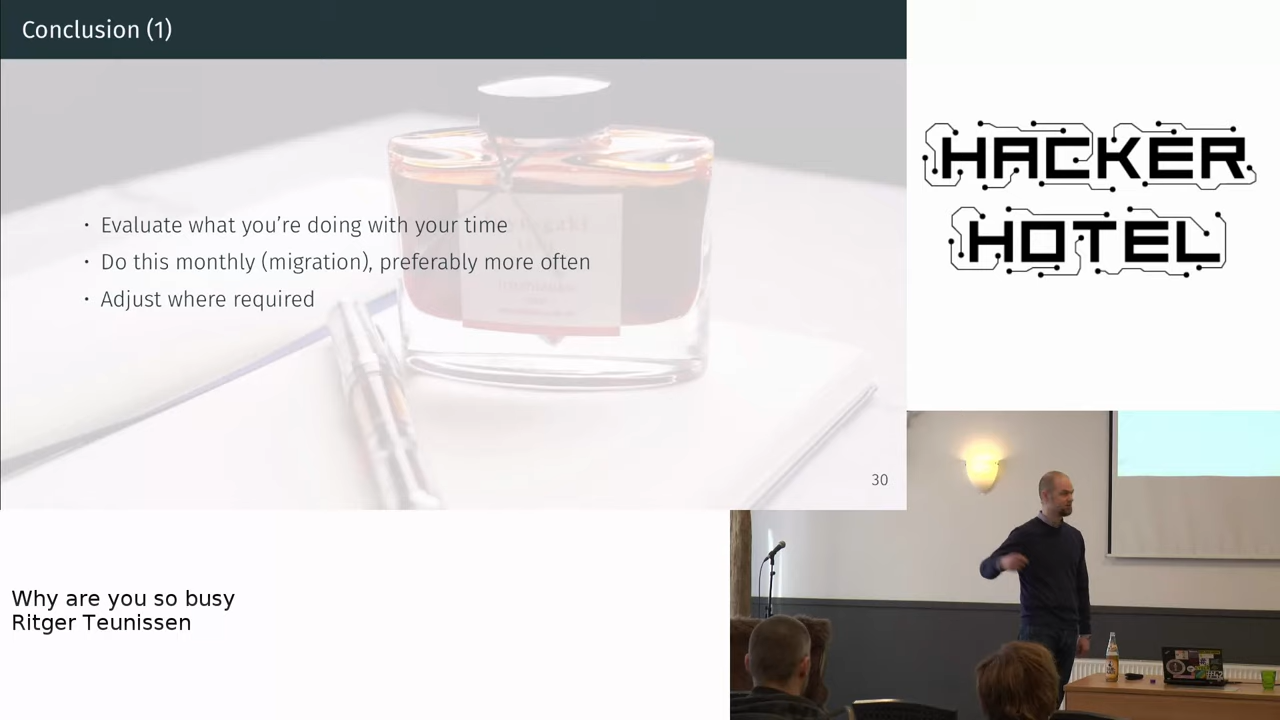 Conclusion (1)
• Evaluate what you’re doing with your time
• Do this monthly (migration), preferably more often
• Adjust where required
30
HACKER
HOTEL
Why are you so busy
Ritger Teunissen